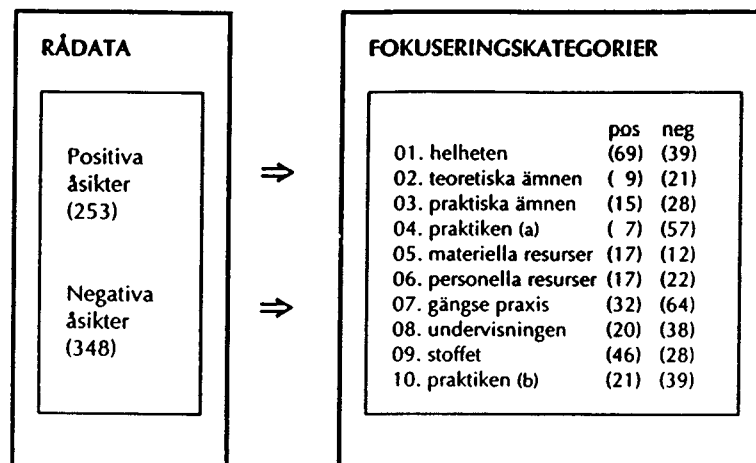 RÅDATA
Positiva
åsikter
(253)
⇒
Negativa
åsikter
(348)
⇒
FOKUSERINGSKATEGORIER
pos neg
01. helheten (69) (39)
02. teoretiska ämnen ( 9) (21)
03. praktiska ämnen (15) (28)
04. praktiken (a) ( 7) (57)
05. materiella resurser (17) (12)
06. personella resurser (17) (22)
07. gängse praxis (32) (64)
08. undervisningen (20) (38)
09. stoffet (46) (28)
10. praktiken (b) (21) (39)